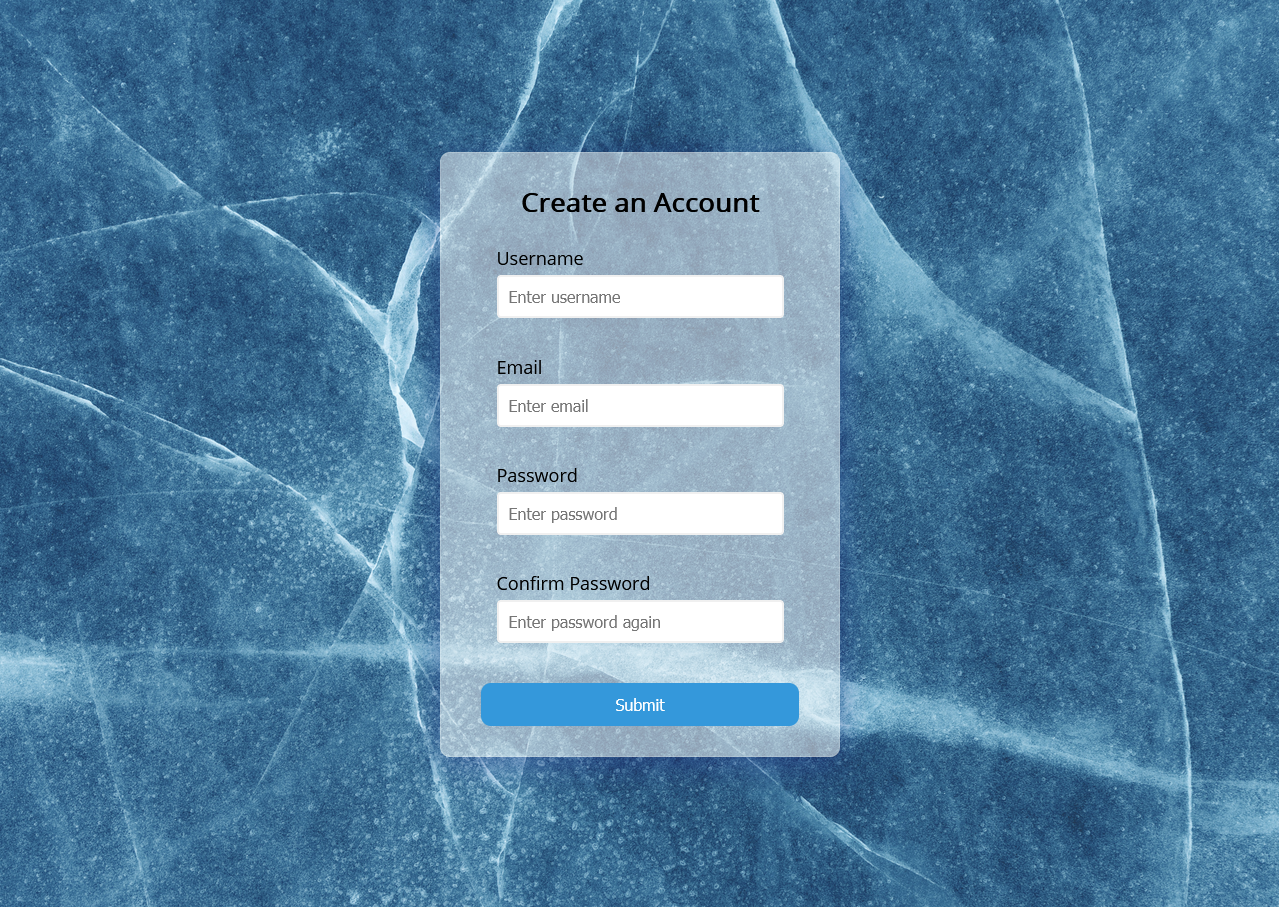 Create an Account
Username
Enter username
Email
Enter email
Password
Enter password
Confirm Password
Enter password again
Submit